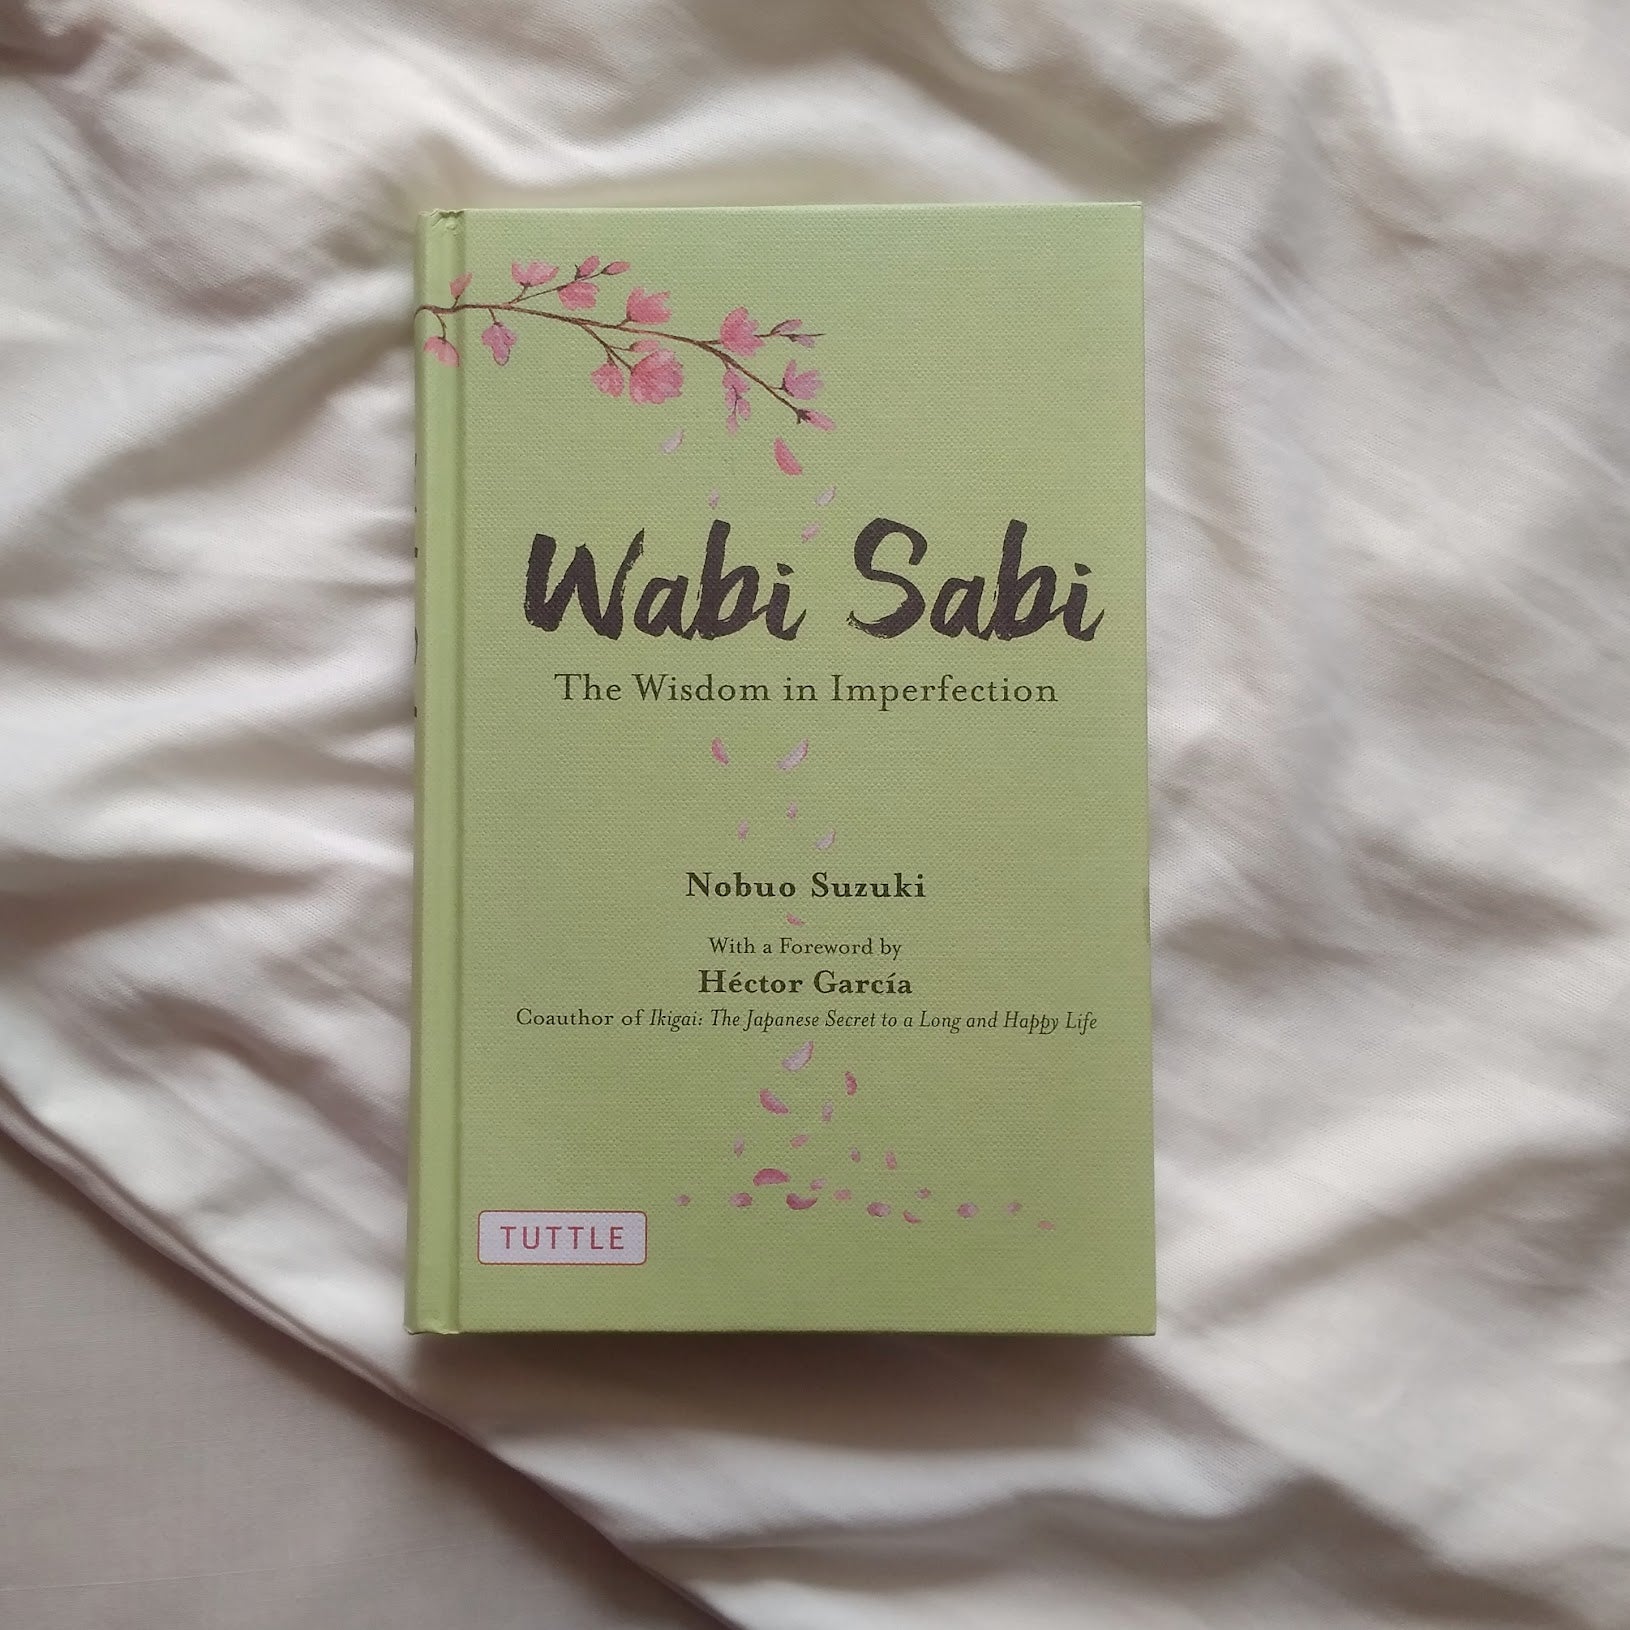 Wabi Sabi
The Wisdom in Imperfection
Nobuo Suzuki
With a Foreword by
Héctor García
Coauthor of Ikigai: The Japanese Secret to a Long and Happy Life
TUTTLE